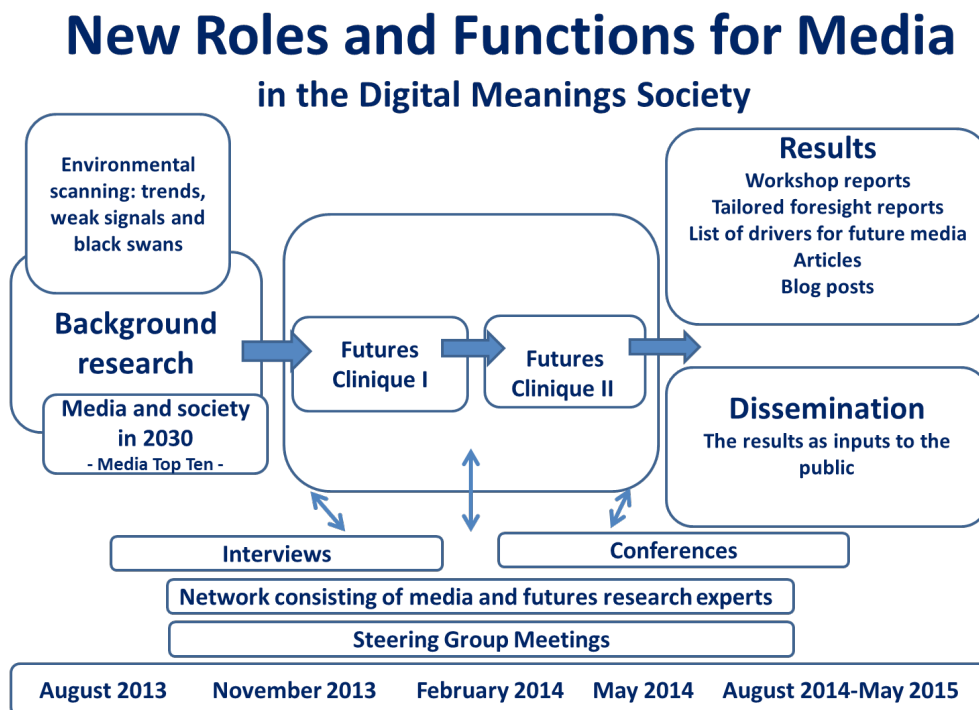 New Roles and Functions for Media
in the Digital Meanings Society
Environmental
scanning: trends,
weak signals and
black swans
Background
research
Media and society
in 2030
- Media Top Ten -
Futures
Clinique I
Futures
Clinique II
Results
Workshop reports
Tailored foresight reports
List of drivers for future media
Articles
Blog posts
Dissemination
The results as inputs to the
public
Interviews
Conferences
Network consisting of media and futures research experts
Steering Group Meetings
August 2013 November 2013 February 2014 May 2014 August 2014-May 2015